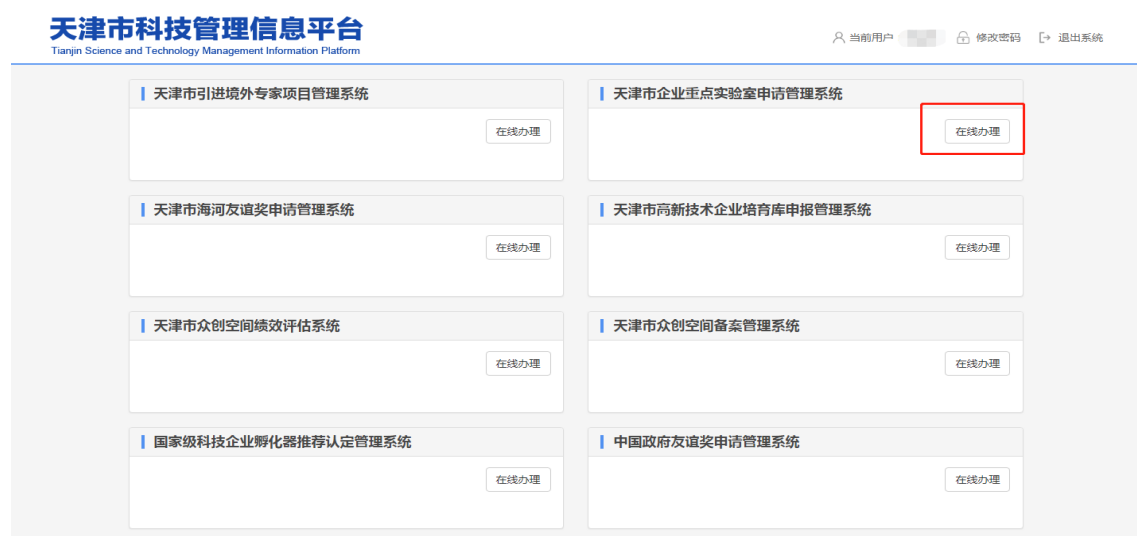 天津市科技管理信息平台
Tianjin Science and Technology Management Information Platform
当前用户 修改密码 退出系统
天津市引进境外专家项目管理系统
在线办理
天津市企业重点实验室申请管理系统
在线办理
天津市海河友谊奖申请管理系统
在线办理
天津市高新技术企业培育库申报管理系统
在线办理
天津市众创空间绩效评估系统
在线办理
天津市众创空间备案管理系统
在线办理
国家级科技企业孵化器推荐认定管理系统
在线办理
中国政府友谊奖申请管理系统
在线办理